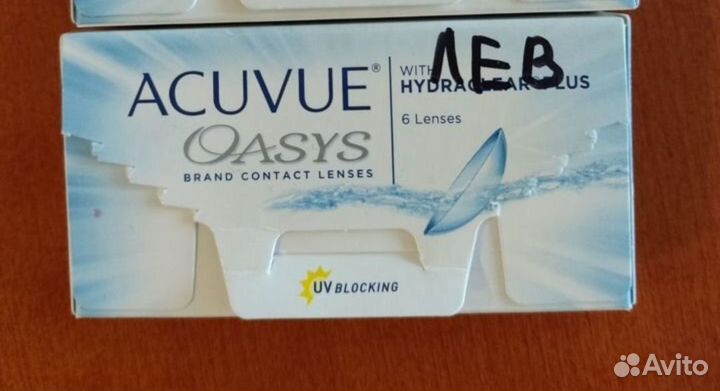 ACUVUE®
OASYS
BRAND CONTACT LENSES
WITH
HYDRACLEAR PLUS
6 Lenses
ЛЕВ
UV BLOCKING
Avito